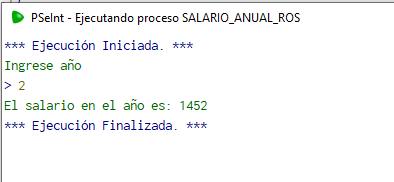 PSeInt - Ejecutando proceso SALARIO_ANUAL_ROS
*** Ejecución Iniciada. ***
Ingrese año
> 2
El salario en el año es: 1452
*** Ejecución Finalizada. ***